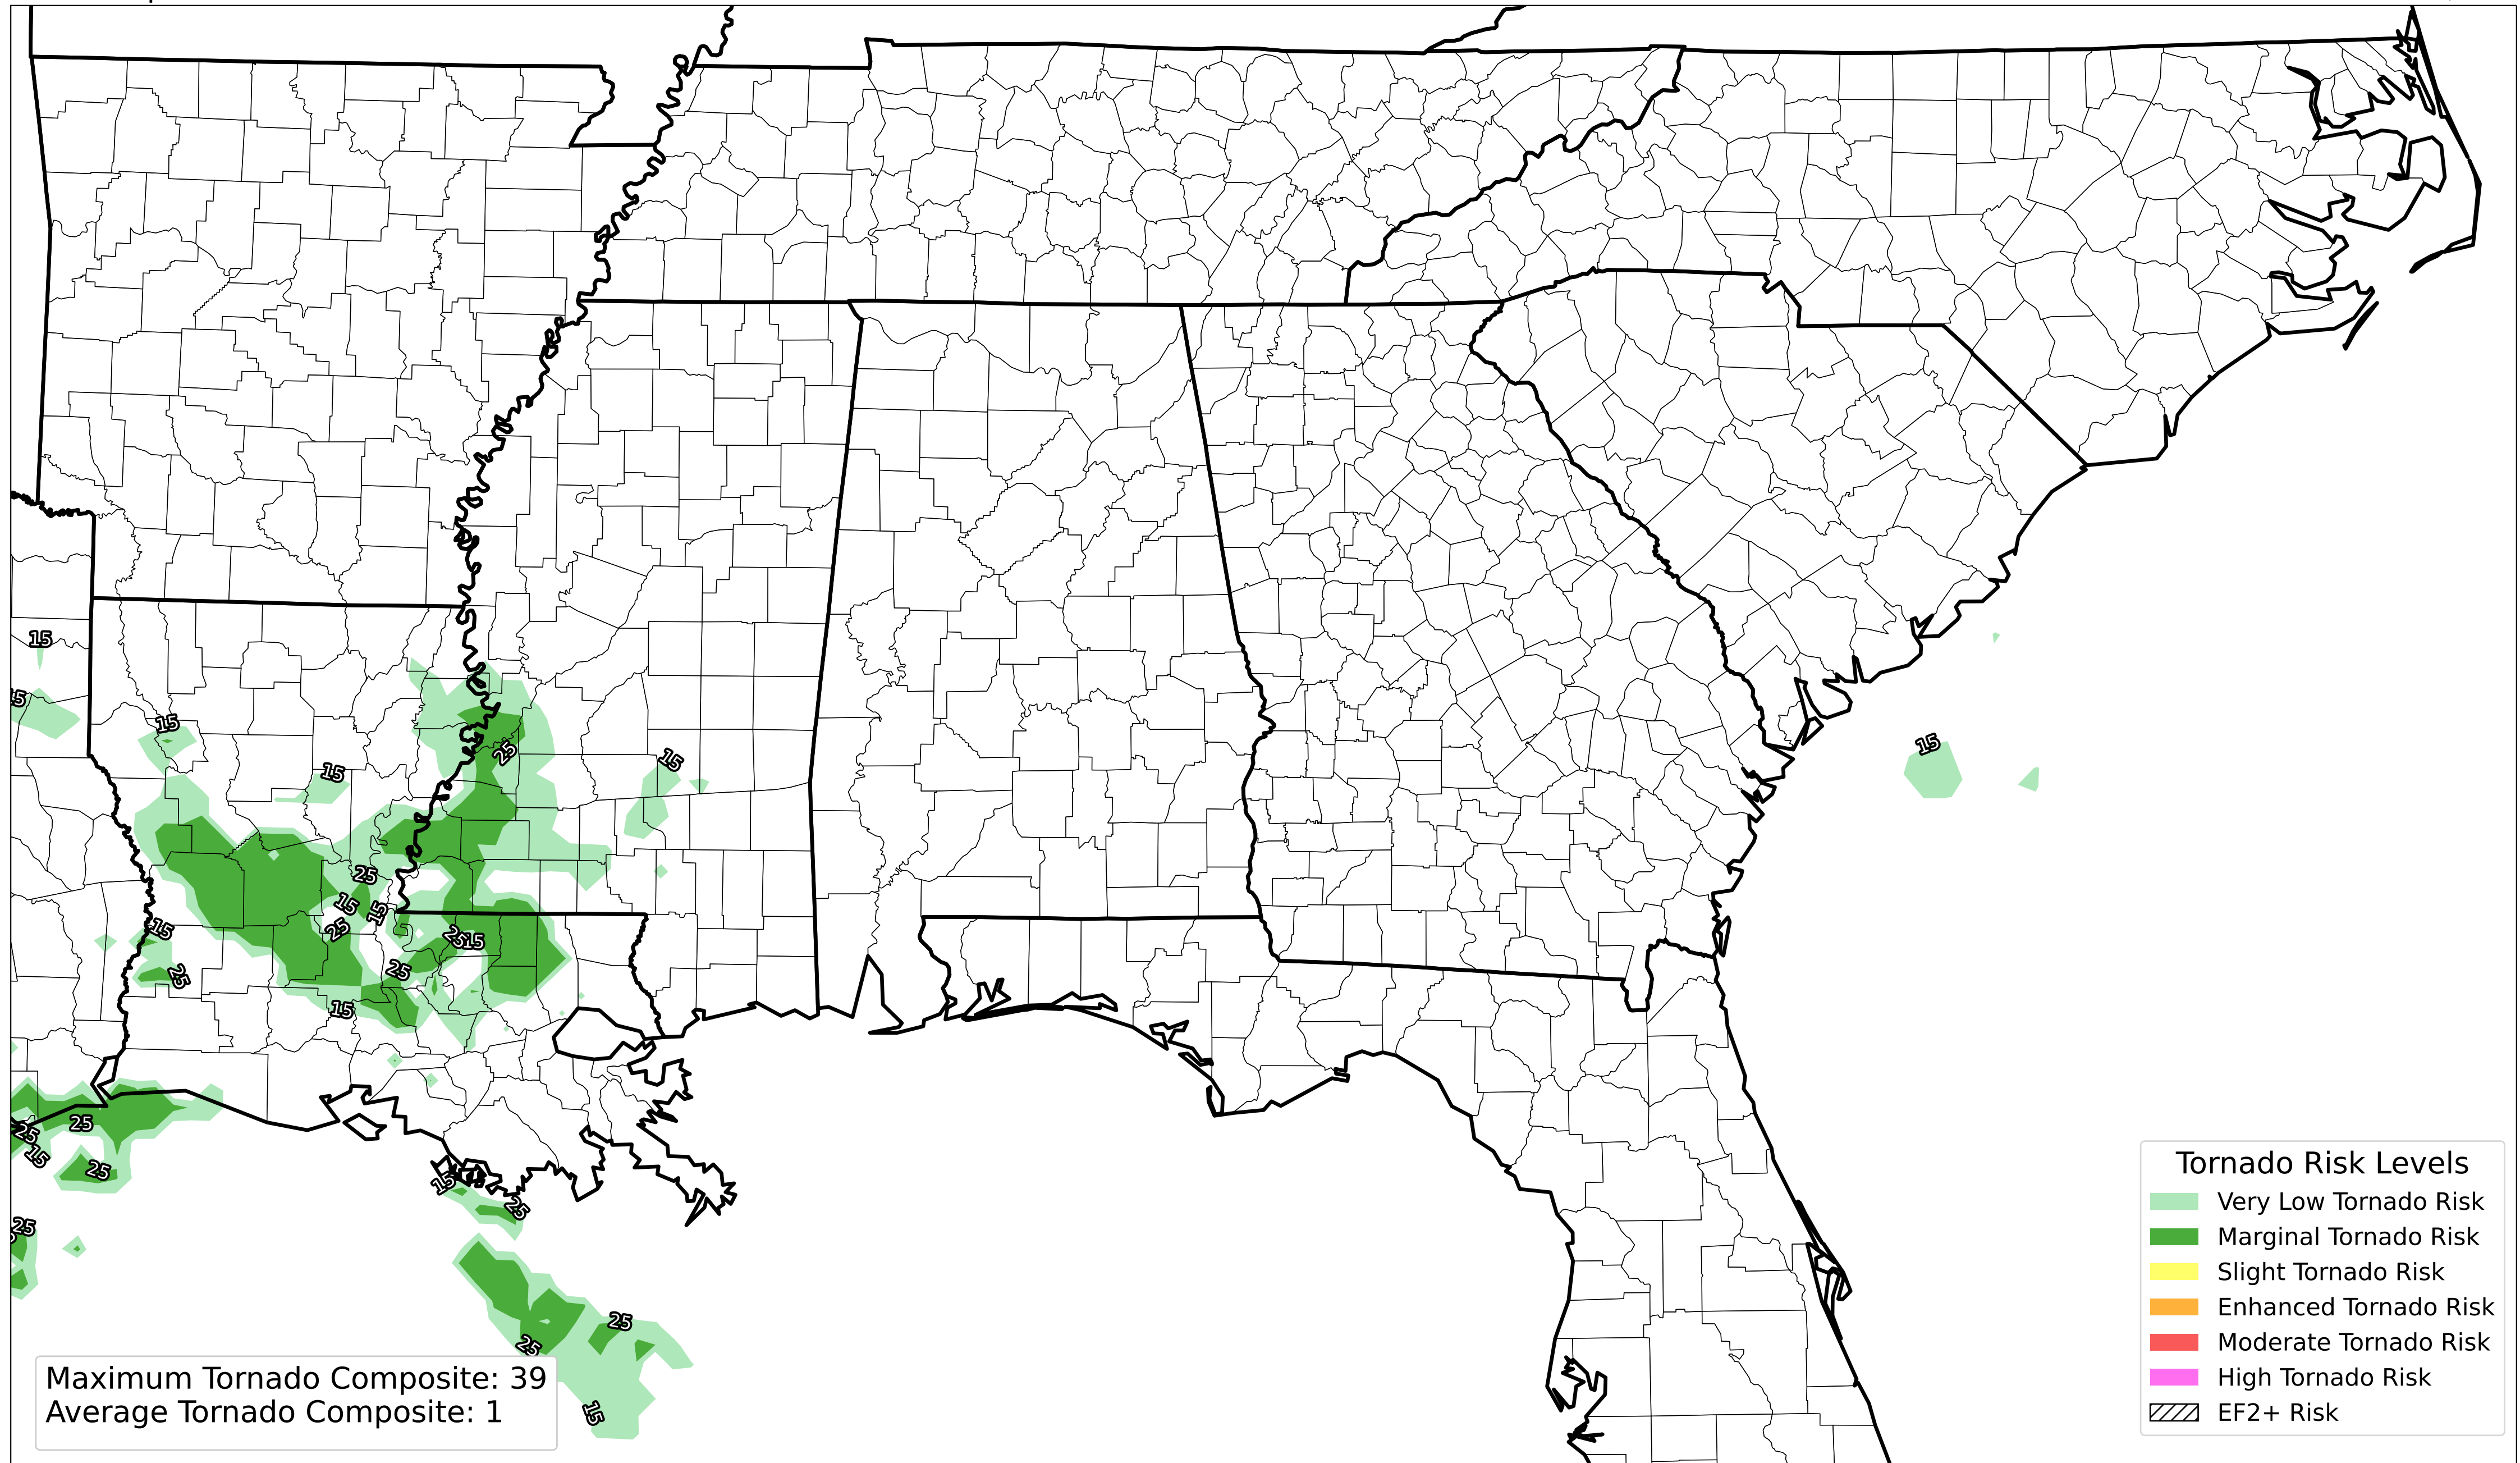 15
15
15
15
15
25
15
25
15
15
25
15
25
15
25
25
15
25
25
15
25
15
25
25
25
25
15
15
Tornado Risk Levels
Very Low Tornado Risk
Marginal Tornado Risk
Slight Tornado Risk
Enhanced Tornado Risk
Moderate Tornado Risk
High Tornado Risk
EF2+ Risk
Maximum Tornado Composite: 39
Average Tornado Composite: 1